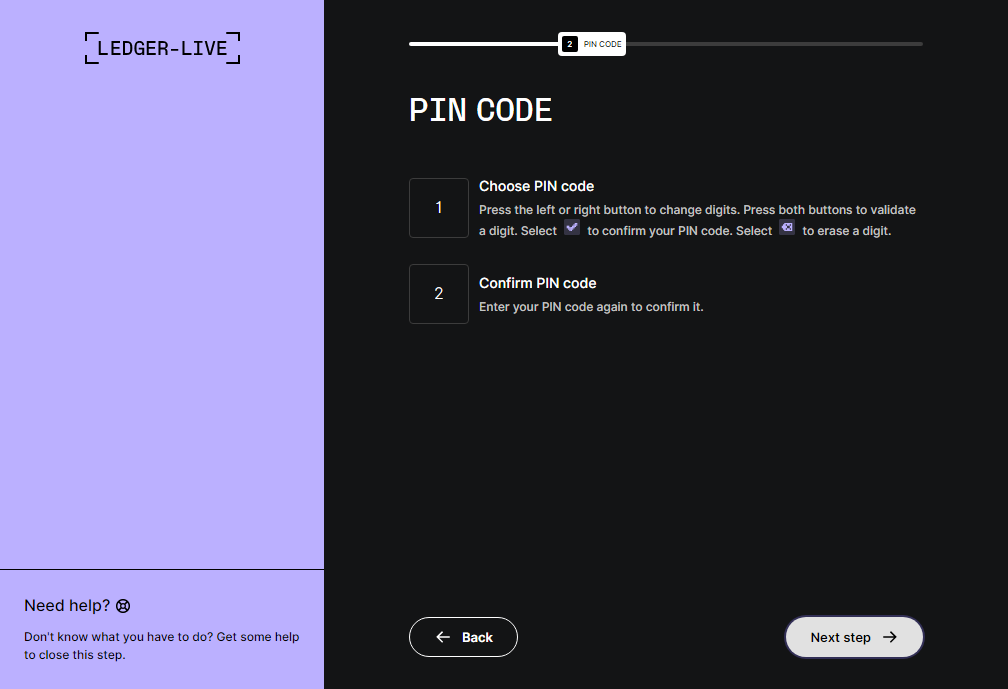 LEDGER-LIVE
2 PIN CODE
PIN CODE
1
Choose PIN code
Press the left or right button to change digits. Press both buttons to validate
a digit. Select to confirm your PIN code. Select to erase a digit.
2
Confirm PIN code
Enter your PIN code again to confirm it.
Need help?
Don't know what you have to do? Get some help
to close this step.
Back
Next step